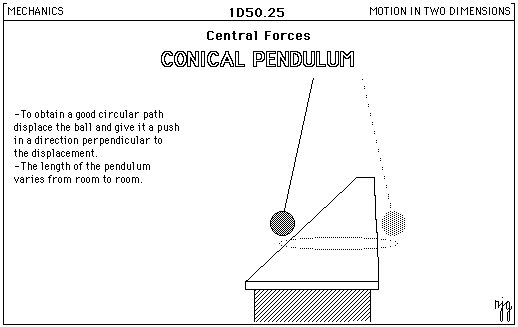 MECHANICS
1D50.25
MOTION IN TWO DIMENSIONS
Central Forces
CONICAL PENDULUM
-To obtain a good circular path
displace the ball and give it a push
in a direction perpendicular to
the displacement.
-The length of the pendulum
varies from room to room.
njg